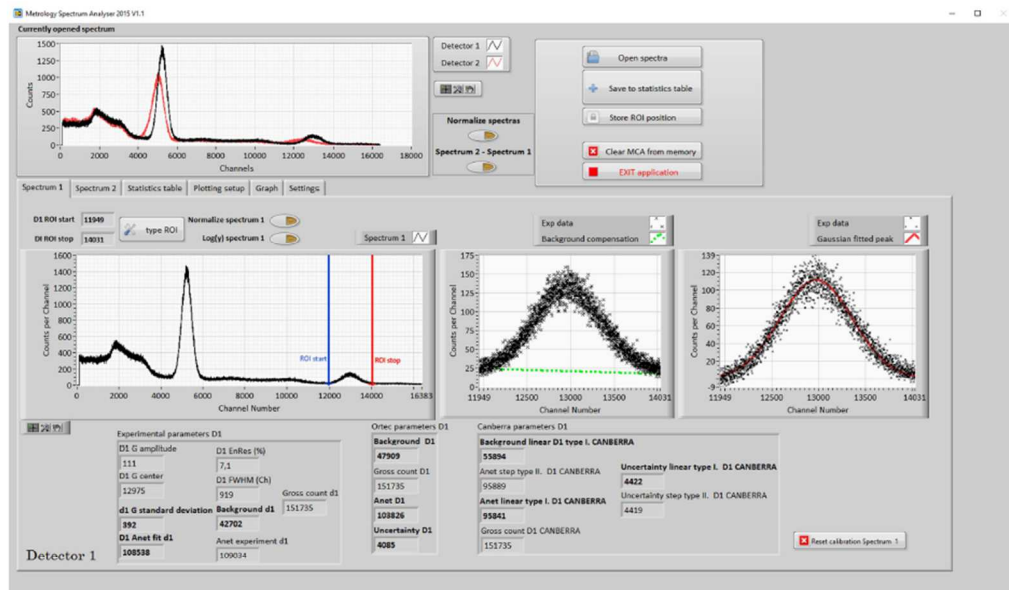 Metrology Spectrum Analyser 2015 V1.1
Currently opened spectrum
1500
1250
1000
750
500
250
0
Counts
0 2000 4000 6000 8000 10000 12000 14000 16000 18000
Channels
Detector 1
Detector 2
Normalize spectras
Spectrum 2 - Spectrum 1
Open spectra
Save to statistics table
Store ROI position
Clear MCA from memory
EXIT application
Spectrum 1 Spectrum 2 Statistics table Plotting setup Graph Settings
D1 ROI start 11949
DI ROI stop 14031
type ROI
Normalize spectrum 1
Log(y) spectrum 1
Spectrum 1
1600
1400
1200
1000
800
600
400
200
0
Counts per Channel
ROI start
ROI stop
0 2000 4000 6000 8000 10000 12000 14000 16383
Channel Number
Exp data
Background compensation
175
150
125
100
75
50
25
0
Counts per Channel
11949 12500 13000 13500 14031
Channel Number
Exp data
Gaussian fitted peak
139
120
100
80
60
40
20
-9
Counts per Channel
11949 12500 13000 13500 14031
Channel Number
Experimental parameters D1
D1 G amplitude
111
D1 G center
12975
d1 G standard deviation
392
D1 Anet fit d1
108538
D1 EnRes (%)
7,1
D1 FWHM (Ch)
919
Background d1
42702
Anet experiment d1
109034
Gross count d1
151735
Ortec parameters D1
Background D1
47909
Gross count D1
151735
Anet D1
103826
Uncertainty D1
4085
Canberra parameters D1
Background linear D1 type I. CANBERRA
55894
Anet step type II. D1 CANBERRA
95889
Anet linear type I. D1 CANBERRA
95841
Gross count D1 CANBERRA
151735
Uncertainty linear type I. D1 CANBERRA
4422
Uncertainty step type II. D1 CANBERRA
4419
Detector 1
Reset calibration Spectrum 1